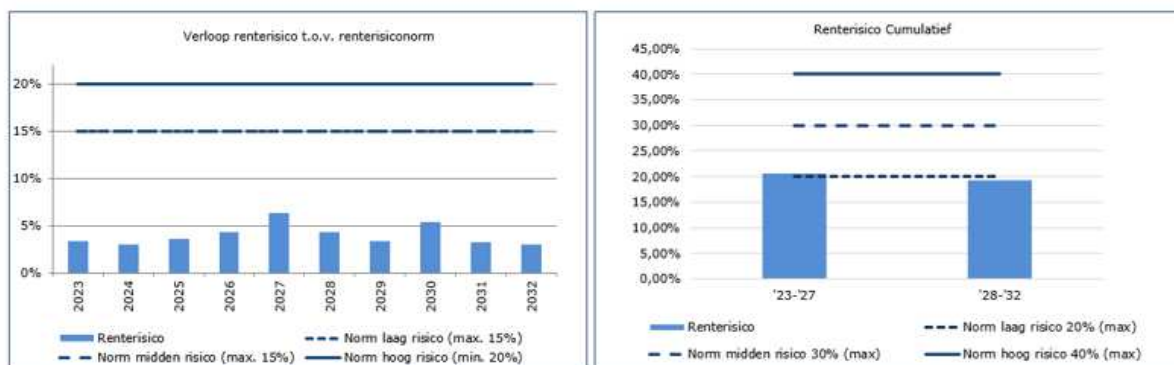 Verloop renterisico t.o.v. renterisiconorm
20%
15%
10%
5%
0%
2023
2024
2025
2026
2027
2028
2029
2030
2031
2032
Renterisico
Norm laag risico (max. 15%)
Norm midden risico (max. 15%)
Norm hoog risico (min. 20%)
Renterisico Cumulatief
45,00%
40,00%
35,00%
30,00%
25,00%
20,00%
15,00%
10,00%
5,00%
0,00%
'23-'27
'28-'32
Renterisico
Norm laag risico 20% (max)
Norm midden risico 30% (max)
Norm hoog risico 40% (max)